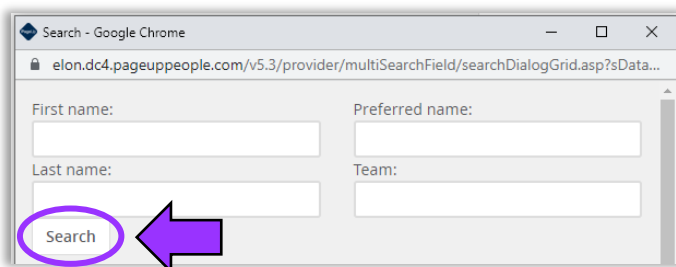 Search - Google Chrome
elon.dc4.pageuppeople.com/v5.3/provider/multiSearchField/searchDialogGrid.asp?sData...
First name: Preferred name:
Last name: Team:
Search